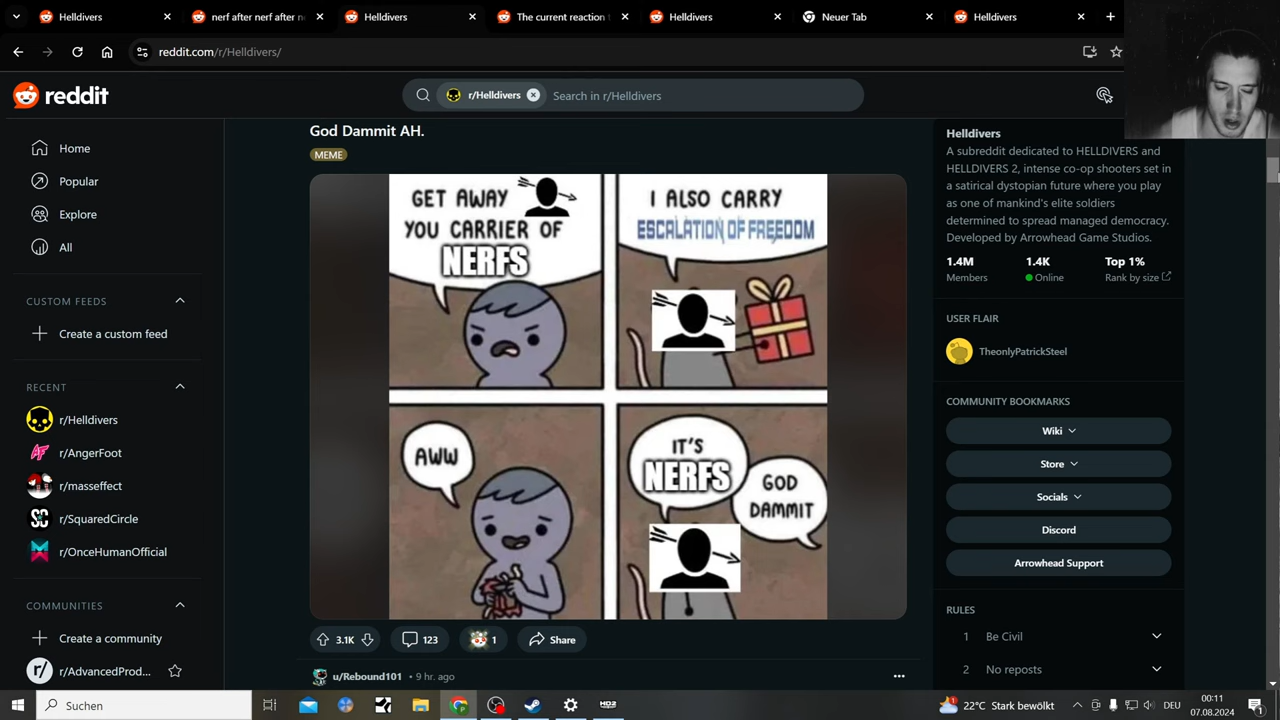 Helldivers
nerf after nerf after ne
Helldivers
The current reaction t
Helldivers
Neuer Tab
Helldivers
reddit.com/r/Helldivers/
reddit
r/Helldivers
Search in r/Helldivers
Home
Popular
Explore
All
CUSTOM FEEDS
Create a custom feed
RECENT
r/Helldivers
r/AngerFoot
r/masseffect
r/SquaredCircle
r/OnceHumanOfficial
COMMUNITIES
Create a community
r/AdvancedProd...
God Dammit AH.
MEME
GET AWAY
YOU CARRIER OF
NERFS
I ALSO CARRY
ESCALATION OF FREEDOM
AWW
IT'S
NERFS
GOD
DAMMIT
3.1K
123
1
Share
u/Rebound101 • 9 hr. ago
Helldivers
A subreddit dedicated to HELLDIVERS and
HELLDIVERS 2, intense co-op shooters set in
a satirical dystopian future where you play
as one of mankind's elite soldiers
determined to spread managed democracy.
Developed by Arrowhead Game Studios.
1.4M
1.4K
Top 1%
Members
Online
Rank by size
USER FLAIR
TheonlyPatrickSteel
COMMUNITY BOOKMARKS
Wiki
Store
Socials
Discord
Arrowhead Support
RULES
1 Be Civil
2 No reposts
Suchen
HD2
22°C Stark bewölkt
DEU
00:11
07.08.2024
1